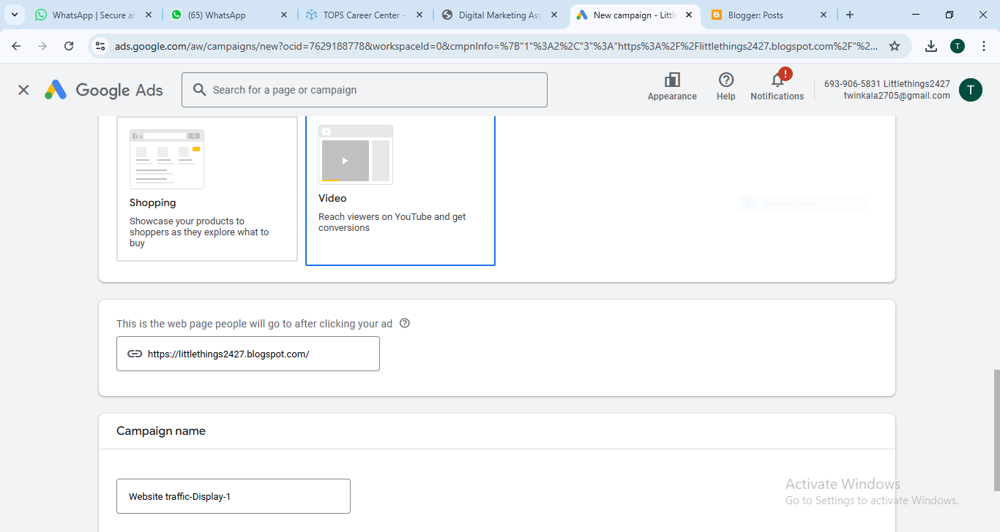 WhatsApp | Secure an
(65) WhatsApp
TOPS Career Center -
Digital Marketing Ass
New campaign - Little
Blogger: Posts
ads.google.com/aw/campaigns/new?ocid=7629188778&workspaceId=0&cmpnInfo=%7B"1"%3A2%2C"3"%3A"https%3A%2F%2Flittlethings2427.blogspot.com%2F"%2...
T
Google Ads
Search for a page or campaign
Appearance
Help
!
Notifications
693-906-5831 Littlethings2427
twinkala2705@gmail.com
T
Shopping
Showcase your products to
shoppers as they explore what to
buy
Video
Reach viewers on YouTube and get
conversions
Window Snip
This is the web page people will go to after clicking your ad
https://littlethings2427.blogspot.com/
Campaign name
Website traffic-Display-1
Activate Windows
Go to Settings to activate Windows.